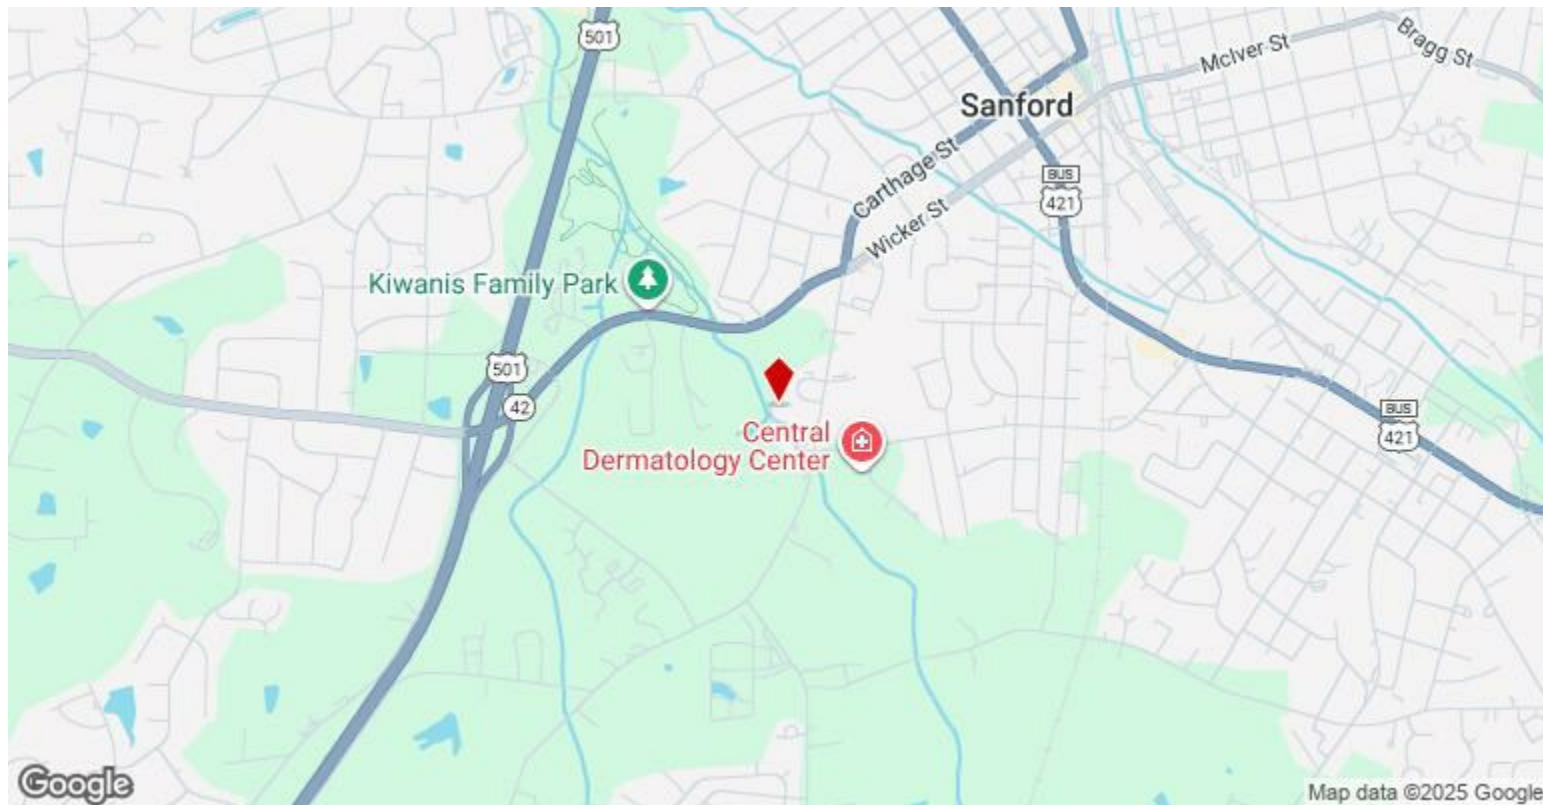 501
McIver St
Bragg St
Sanford
Carthage St
BUS
421
Wicker St
Kiwanis Family Park
501
42
BUS
421
Central
Dermatology Center
Google
Map data ©2025 Google